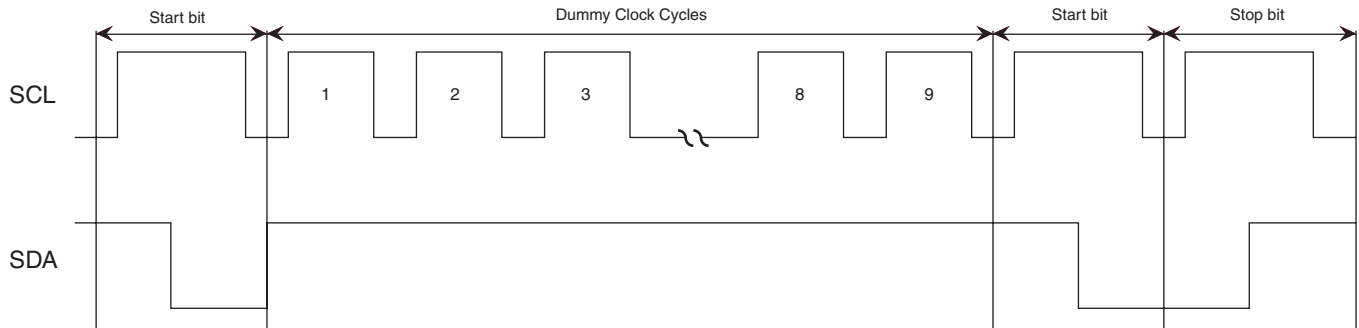 Start bit Dummy Clock Cycles Start bit Stop bit
SCL 1 2 3 8 9
SDA